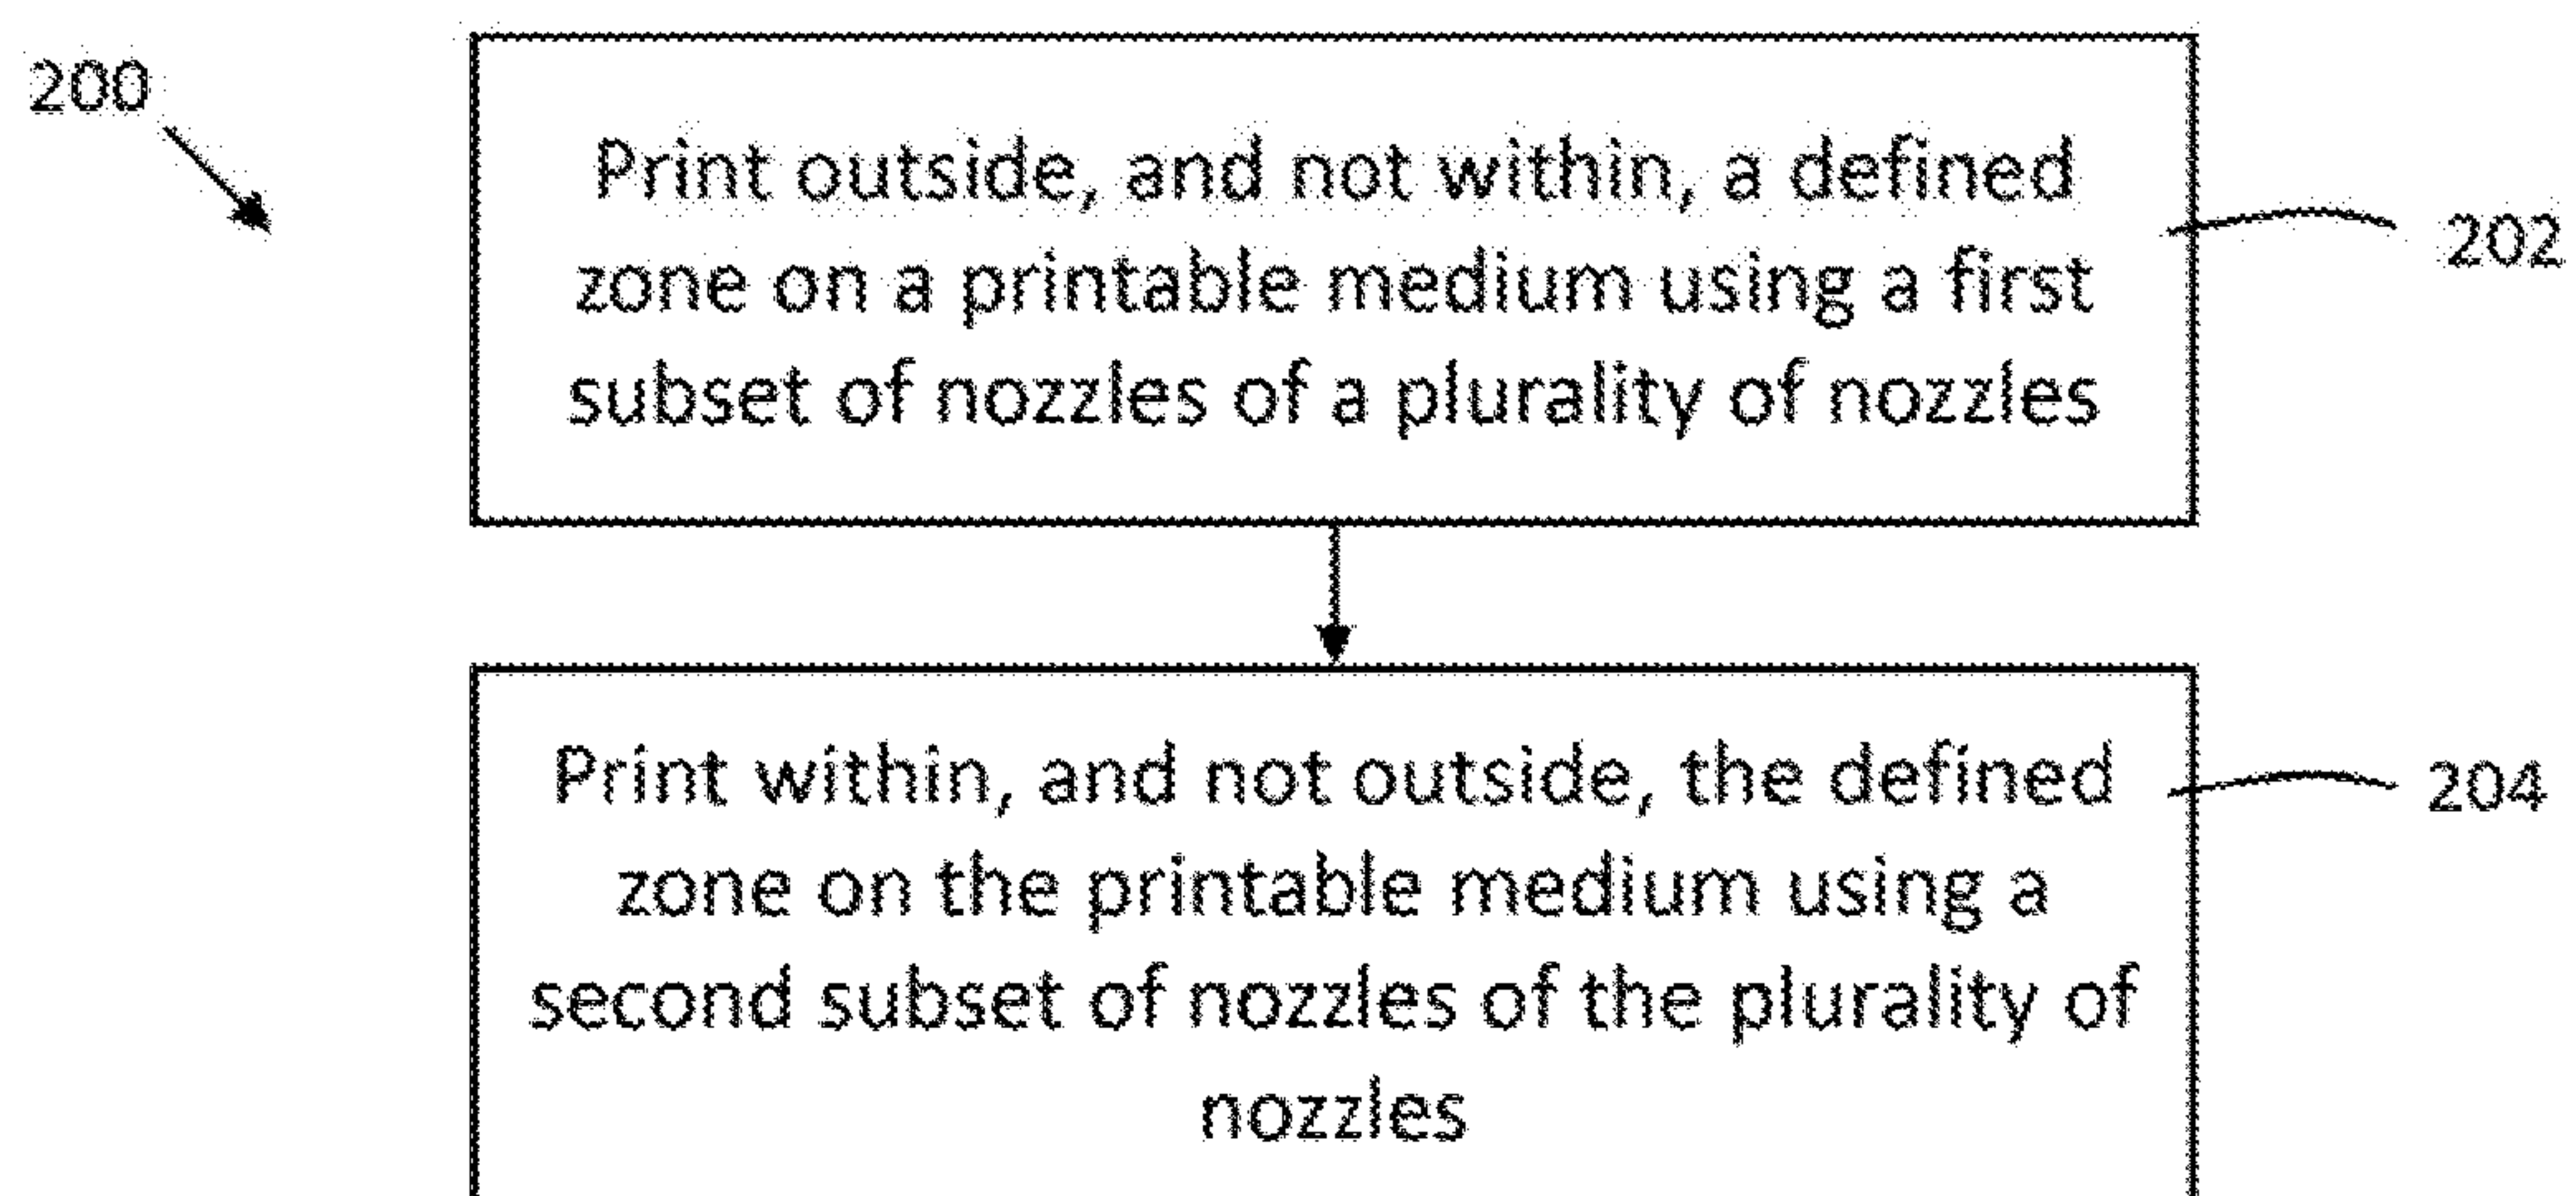 200
Print outside, and not within, a defined
zone on a printable medium using a first
subset of nozzles of a plurality of nozzles
202
Print within, and not outside, the defined
zone on the printable medium using a
second subset of nozzles of the plurality of
nozzles
204